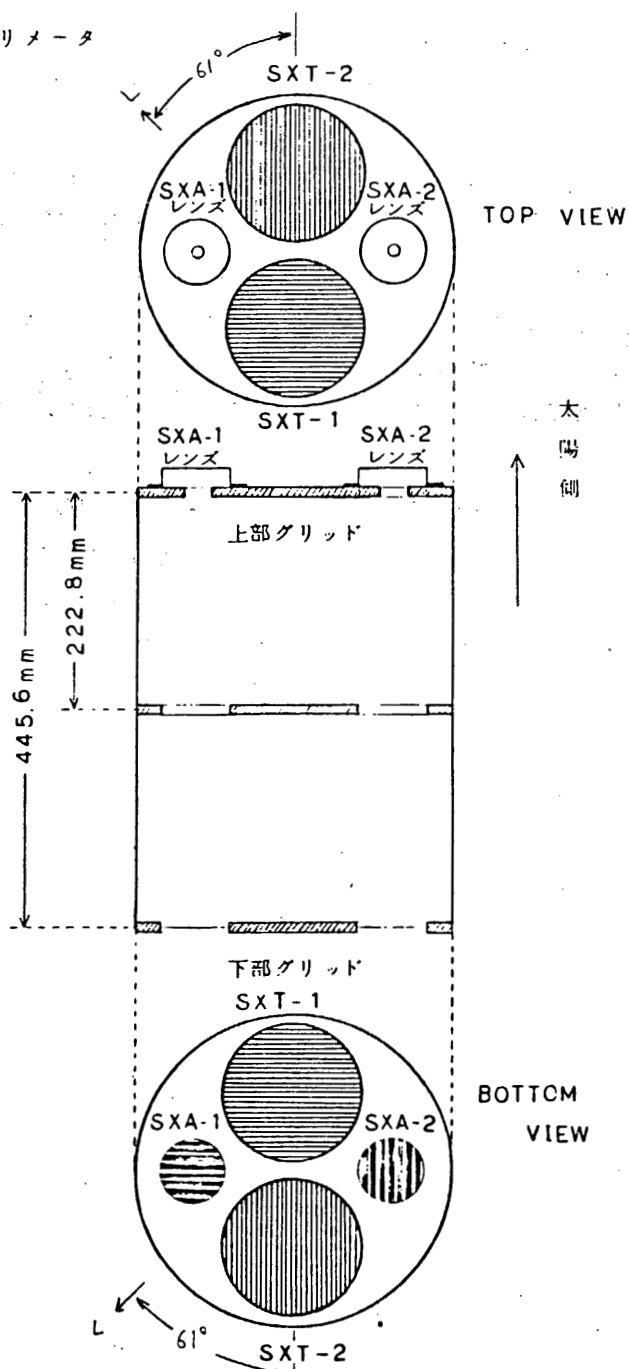 リメータ
61°
L
SXT-2
SXA-1
レンズ
SXA-2
レンズ
TOP VIEW
SXT-1
SXA-1
レンズ
SXA-2
レンズ
太陽側
上部グリッド
222.8mm
445.6mm
下部グリッド
SXT-1
SXA-1
SXA-2
BOTTOM
VIEW
L
61°
SXT-2